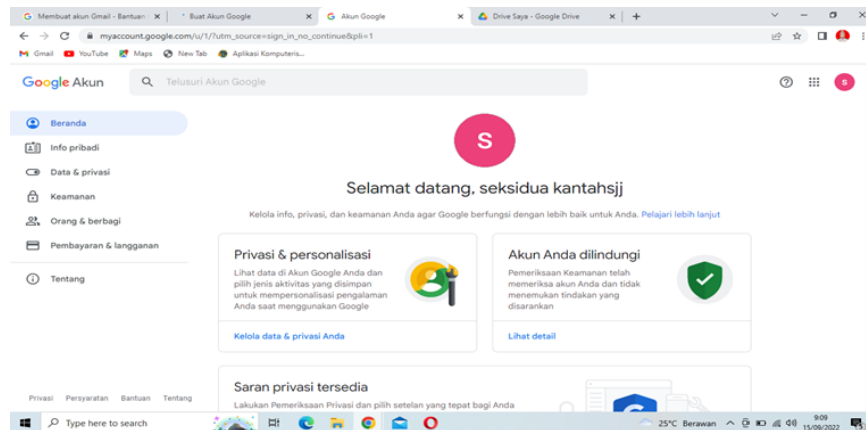 Membuat akun Gmail - Bantuan
Buat Akun Google
Akun Google
Drive Saya - Google Drive
myaccount.google.com/u/1/?utm_source=sign_in_no_continue&pli=1
Gmail YouTube Maps New Tab Aplikasi Komputeris...
Google Akun
Telusuri Akun Google
S
Beranda
Info pribadi
Data & privasi
Keamanan
Orang & berbagi
Pembayaran & langganan
Tentang
S
Selamat datang, seksidua kantahsjj
Kelola info, privasi, dan keamanan Anda agar Google berfungsi dengan lebih baik untuk Anda. Pelajari lebih lanjut
Privasi & personalisasi
Lihat data di Akun Google Anda dan
pilih jenis aktivitas yang disimpan
untuk mempersonalisasi pengalaman
Anda saat menggunakan Google
Kelola data & privasi Anda
Akun Anda dilindungi
Pemeriksaan Keamanan telah
memeriksa akun Anda dan tidak
menemukan tindakan yang
disarankan
Lihat detail
Saran privasi tersedia
Lakukan Pemeriksaan Privasi dan pilih setelan yang tepat bagi Anda
Privasi Persyaratan Bantuan Tentang
Type here to search
25°C Berawan
9:09
15/09/2022